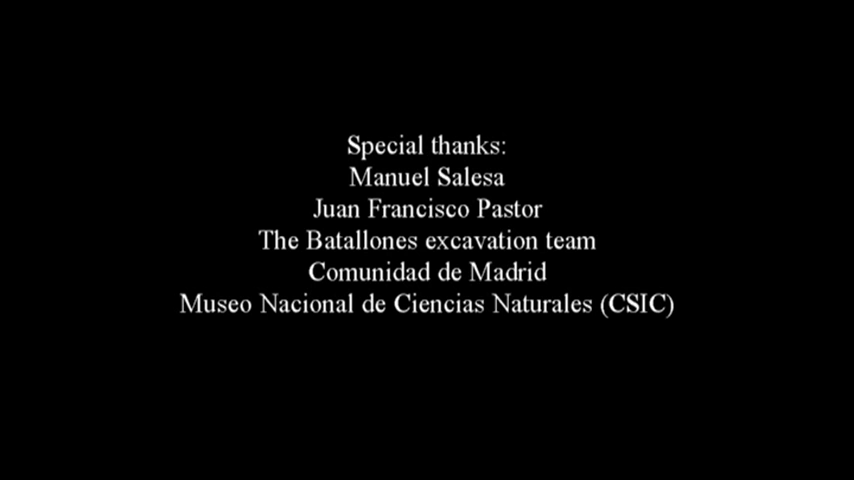 Special thanks:
Manuel Salesa
Juan Francisco Pastor
The Batallones excavation team
Comunidad de Madrid
Museo Nacional de Ciencias Naturales (CSIC)